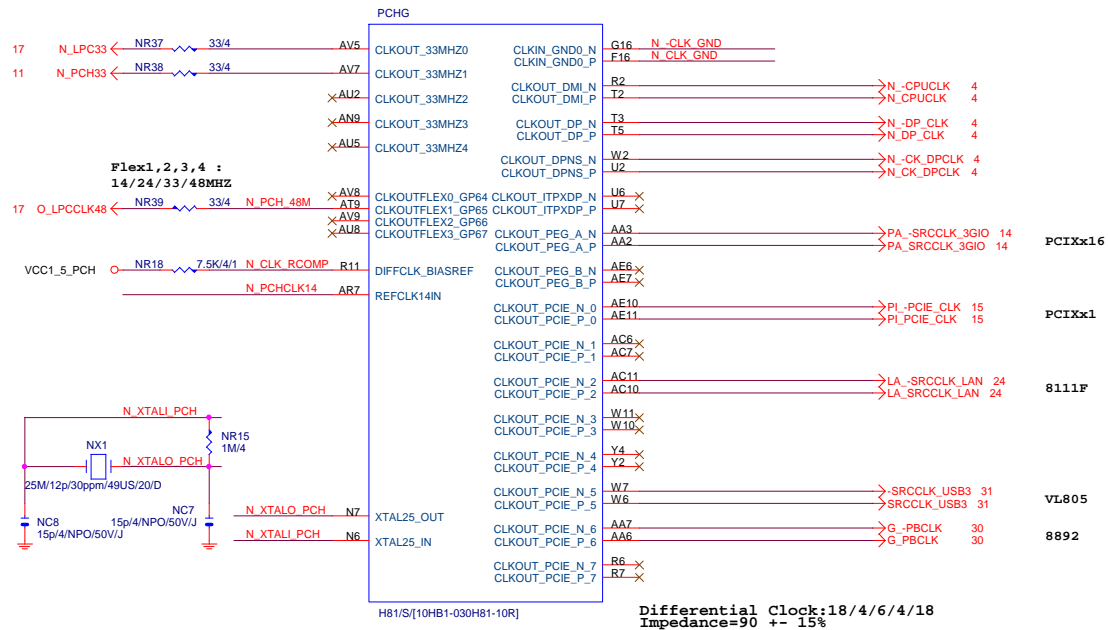 PCHG
17 N_LPC33 NR37 33/4 AV5 CLKOUT_33MHZ0
11 N_PCH33 NR38 33/4 AV7 CLKOUT_33MHZ1
AU2 CLKOUT_33MHZ2
AN9 CLKOUT_33MHZ3
AU5 CLKOUT_33MHZ4
Flex1,2,3,4 :
14/24/33/48MHZ
AV8 CLKOUTFLEX0_GP64
17 O_LPCCLK48 NR39 33/4 N_PCH_48M AT9 CLKOUTFLEX1_GP65
AV9 CLKOUTFLEX2_GP66
AU8 CLKOUTFLEX3_GP67
VCC1_5_PCH NR18 7.5K/4/1 N_CLK_RCOMP R11 DIFFCLK_BIASREF
N_PCHCLK14 AR7 REFCLK14IN
N_XTALI_PCH
NR15
1M/4
NX1
N_XTALO_PCH
25M/12p/30ppm/49US/20/D
NC8
15p/4/NPO/50V/J
NC7
15p/4/NPO/50V/J
N_XTALO_PCH N7 XTAL25_OUT
N_XTALI_PCH N6 XTAL25_IN
CLKIN_GND0_N G16 N_-CLK_GND
CLKIN_GND0_P F16 N_CLK_GND
CLKOUT_DMI_N R2 N_-CPUCLK 4
CLKOUT_DMI_P T2 N_CPUCLK 4
CLKOUT_DP_N T3 N_-DP_CLK 4
CLKOUT_DP_P T5 N_DP_CLK 4
CLKOUT_DPNS_N W2 N_-CK_DPCLK 4
CLKOUT_DPNS_P U2 N_CK_DPCLK 4
CLKOUT_ITPXDP_N U6
CLKOUT_ITPXDP_P U7
CLKOUT_PEG_A_N AA3 PA_-SRCCLK_3GIO 14
CLKOUT_PEG_A_P AA2 PA_SRCCLK_3GIO 14
PCIXx16
CLKOUT_PEG_B_N AE6
CLKOUT_PEG_B_P AE7
CLKOUT_PCIE_N_0 AE10 PI_-PCIE_CLK 15
CLKOUT_PCIE_P_0 AE11 PI_PCIE_CLK 15
PCIXx1
CLKOUT_PCIE_N_1 AC6
CLKOUT_PCIE_P_1 AC7
CLKOUT_PCIE_N_2 AC11 LA_-SRCCLK_LAN 24
CLKOUT_PCIE_P_2 AC10 LA_SRCCLK_LAN 24
8111F
CLKOUT_PCIE_N_3 W11
CLKOUT_PCIE_P_3 W10
CLKOUT_PCIE_N_4 Y4
CLKOUT_PCIE_P_4 Y2
CLKOUT_PCIE_N_5 W7 -SRCCLK_USB3 31
CLKOUT_PCIE_P_5 W6 SRCCLK_USB3 31
VL805
CLKOUT_PCIE_N_6 AA7 G_-PBCLK 30
CLKOUT_PCIE_P_6 AA6 G_PBCLK 30
8892
CLKOUT_PCIE_N_7 R6
CLKOUT_PCIE_P_7 R7
H81/S/[10HB1-030H81-10R]
Differential Clock:18/4/6/4/18
Impedance=90 +- 15%